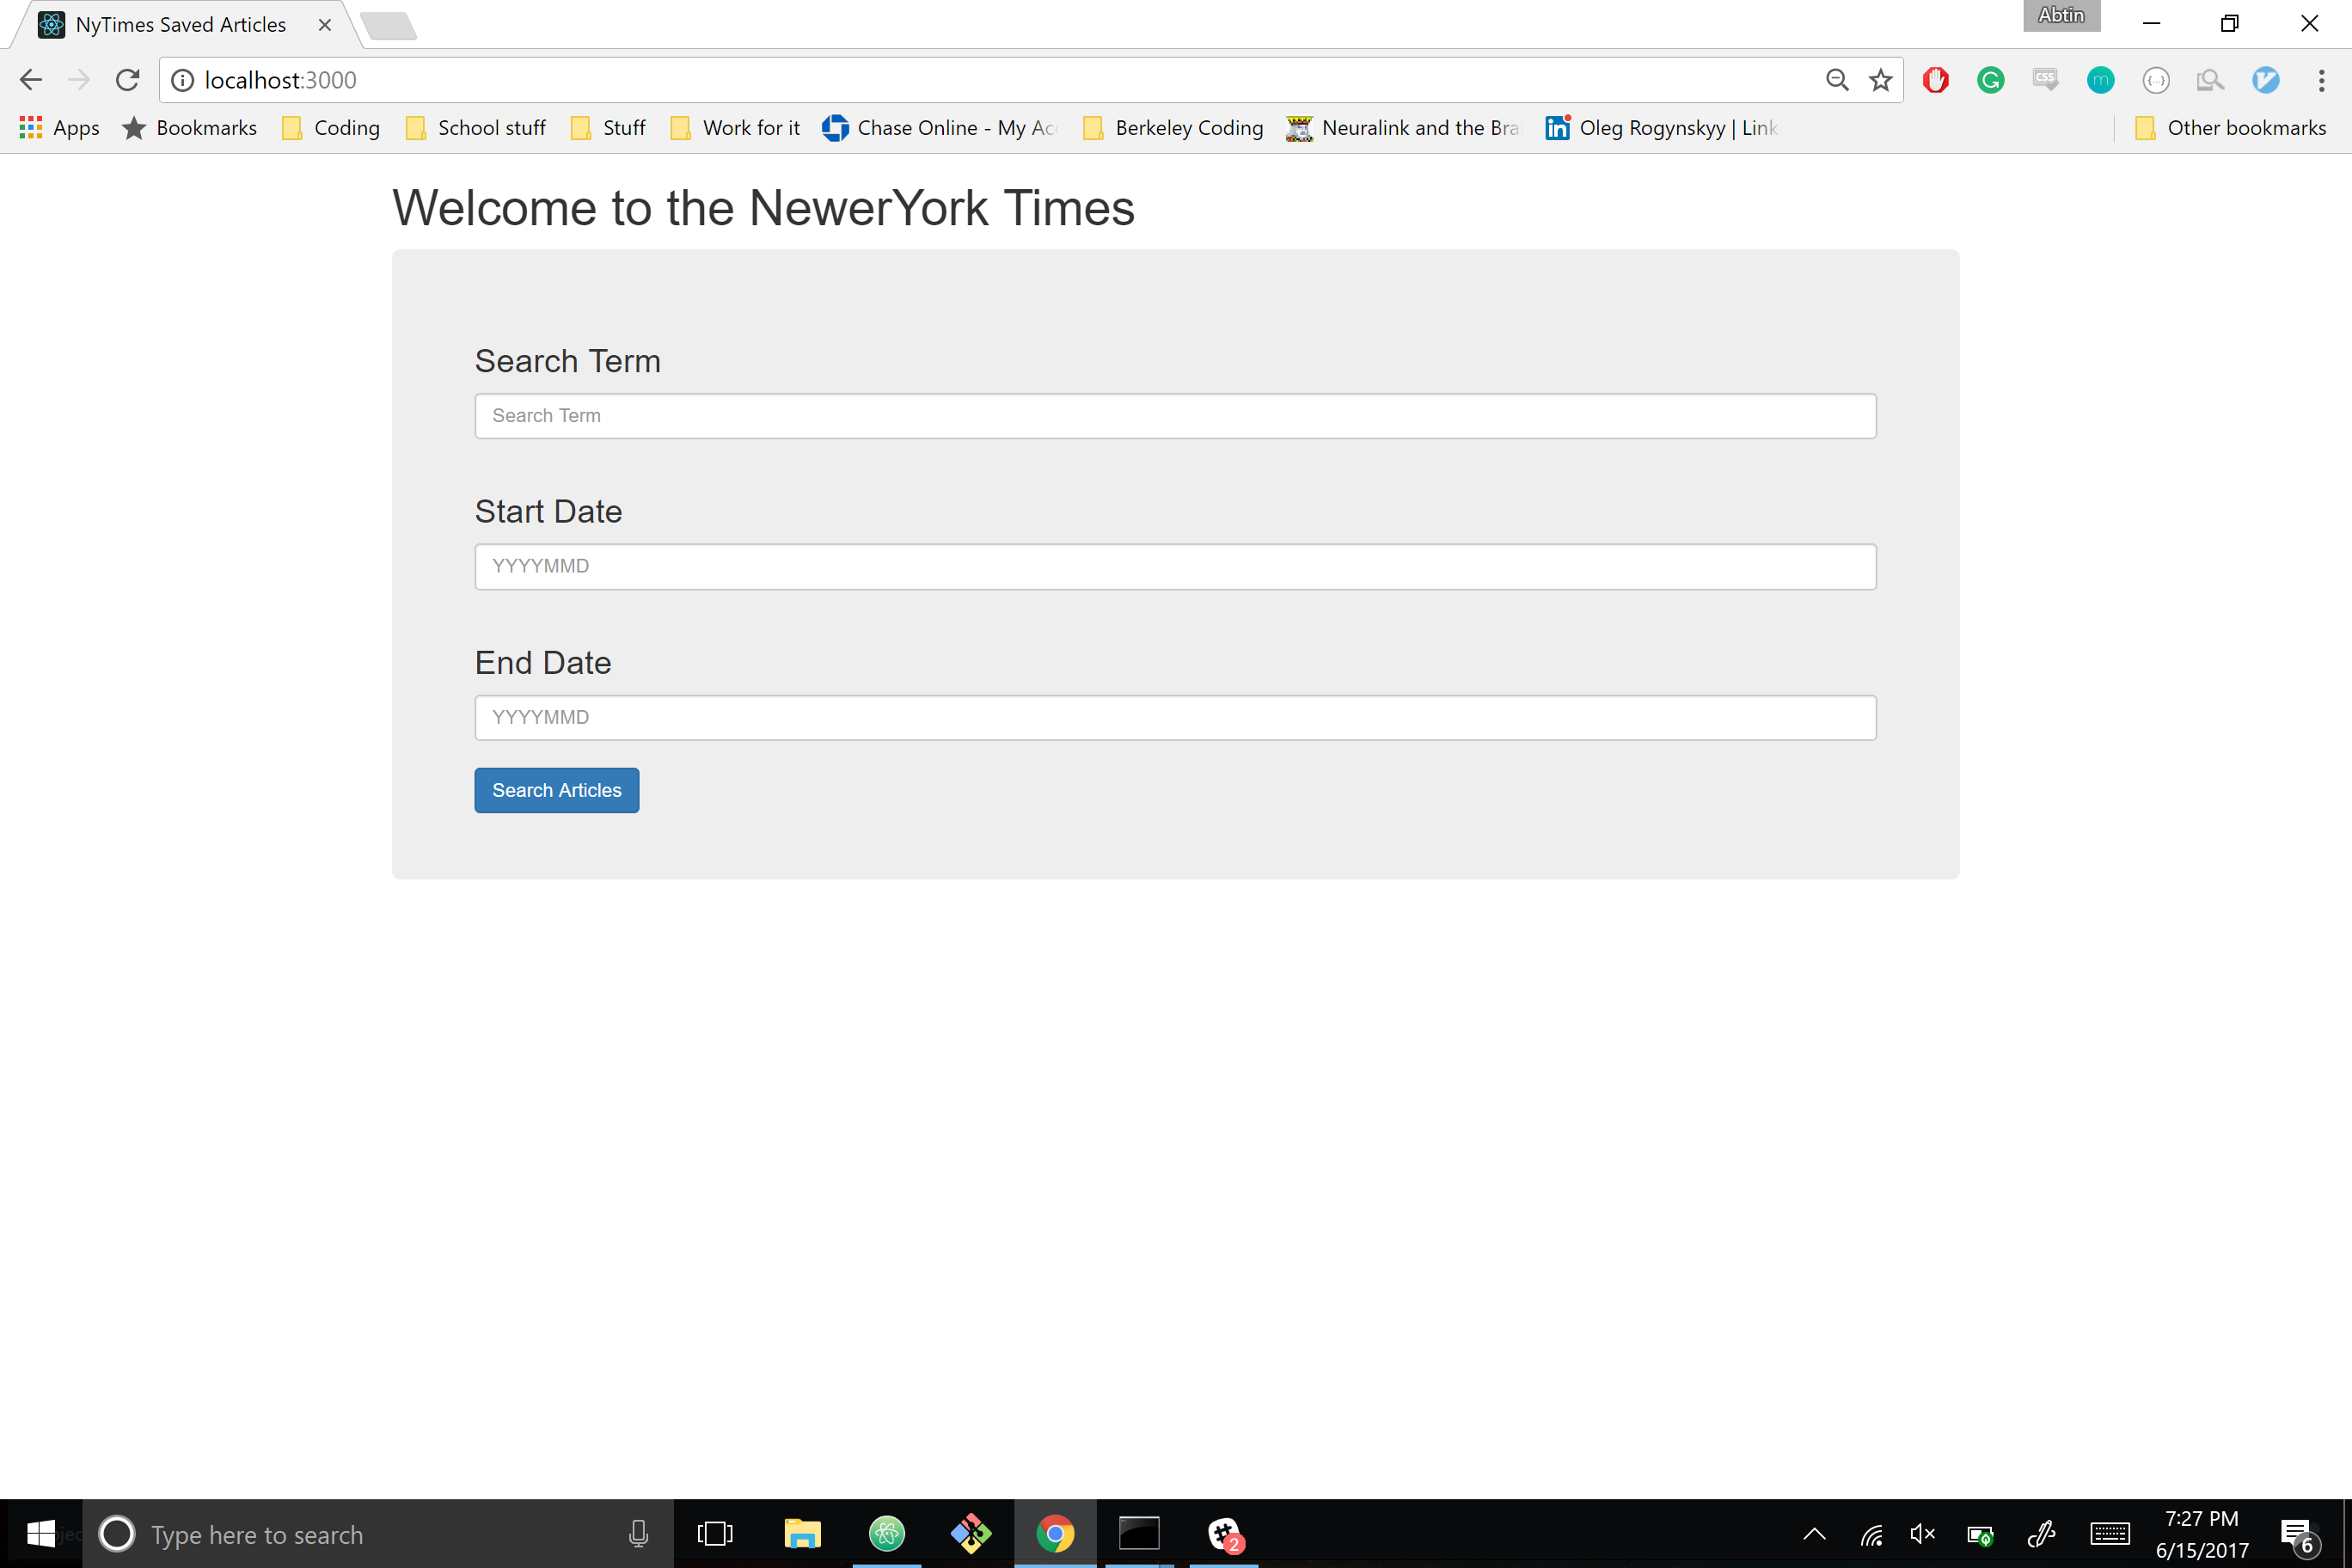 NyTimes Saved Articles
Abtin
localhost:3000
Apps Bookmarks Coding School stuff Stuff Work for it Chase Online - My Acc Berkeley Coding Neuralink and the Bra Oleg Rogynskyy | Link Other bookmarks
Welcome to the NewerYork Times
Search Term
Search Term
Start Date
YYYYMMD
End Date
YYYYMMD
Search Articles
Type here to search
2
7:27 PM
6/15/2017
6